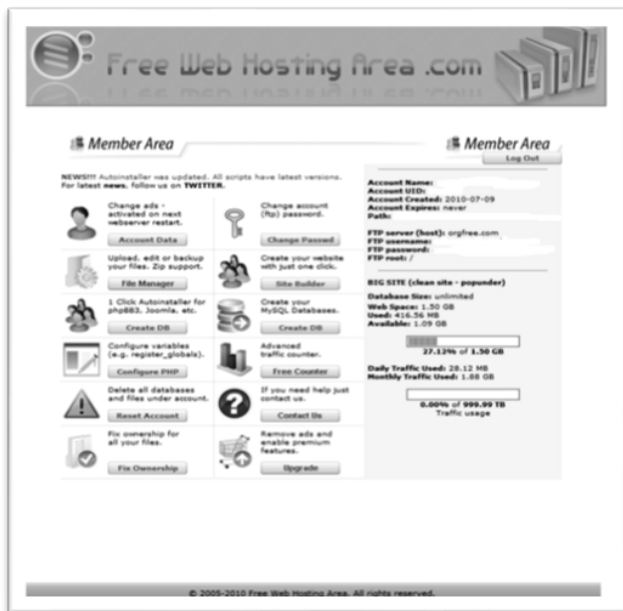 Free Web Hosting Area .com
Member Area
NEWS!!! Autoinstaller was updated. All scripts have latest versions.
For latest news, follow us on TWITTER.
Change ads -
activated on next
webserver restart.
Account Data
Change account
(ftp) password.
Change Passwd
Upload, edit or backup
your files. Zip support.
File Manager
Create your website
with just one click.
Site Builder
1 Click Autoinstaller for
phpBB3, Joomla, etc.
Create DB
Create your
MySQL Databases.
Create DB
Configure variables
(e.g. register_globals).
Configure PHP
Advanced
traffic counter.
Free Counter
Delete all databases
and files under account.
Reset Account
If you need help just
contact us.
Contact Us
Fix ownership for
all your files.
Fix Ownership
Remove ads and
enable premium
features.
Upgrade
Member Area
Log Out
Account Name:
Account UID:
Account Created: 2010-07-09
Account Expires: never
Path:
FTP server (host): orgfree.com
FTP username:
FTP password:
FTP root: /
BIG SITE (clean site - popunder)
Database Size: unlimited
Web Space: 1.50 GB
Used: 416.56 MB
Available: 1.09 GB
27.12% of 1.50 GB
Daily Traffic Used: 28.12 MB
Monthly Traffic Used: 1.88 GB
0.00% of 999.99 TB
Traffic usage
© 2005-2010 Free Web Hosting Area. All rights reserved.